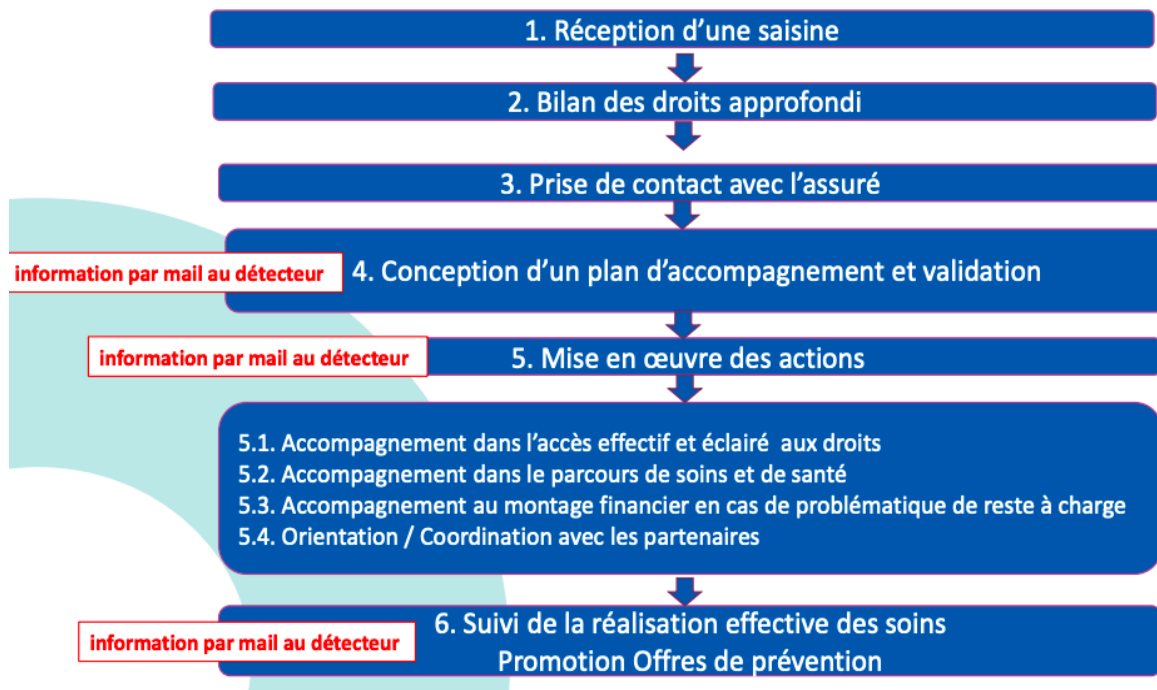 1. Réception d’une saisine
2. Bilan des droits approfondi
3. Prise de contact avec l’assuré
information par mail au détecteur
4. Conception d’un plan d’accompagnement et validation
information par mail au détecteur
5. Mise en œuvre des actions
5.1. Accompagnement dans l’accès effectif et éclairé aux droits
5.2. Accompagnement dans le parcours de soins et de santé
5.3. Accompagnement au montage financier en cas de problématique de reste à charge
5.4. Orientation / Coordination avec les partenaires
information par mail au détecteur
6. Suivi de la réalisation effective des soins
Promotion Offres de prévention